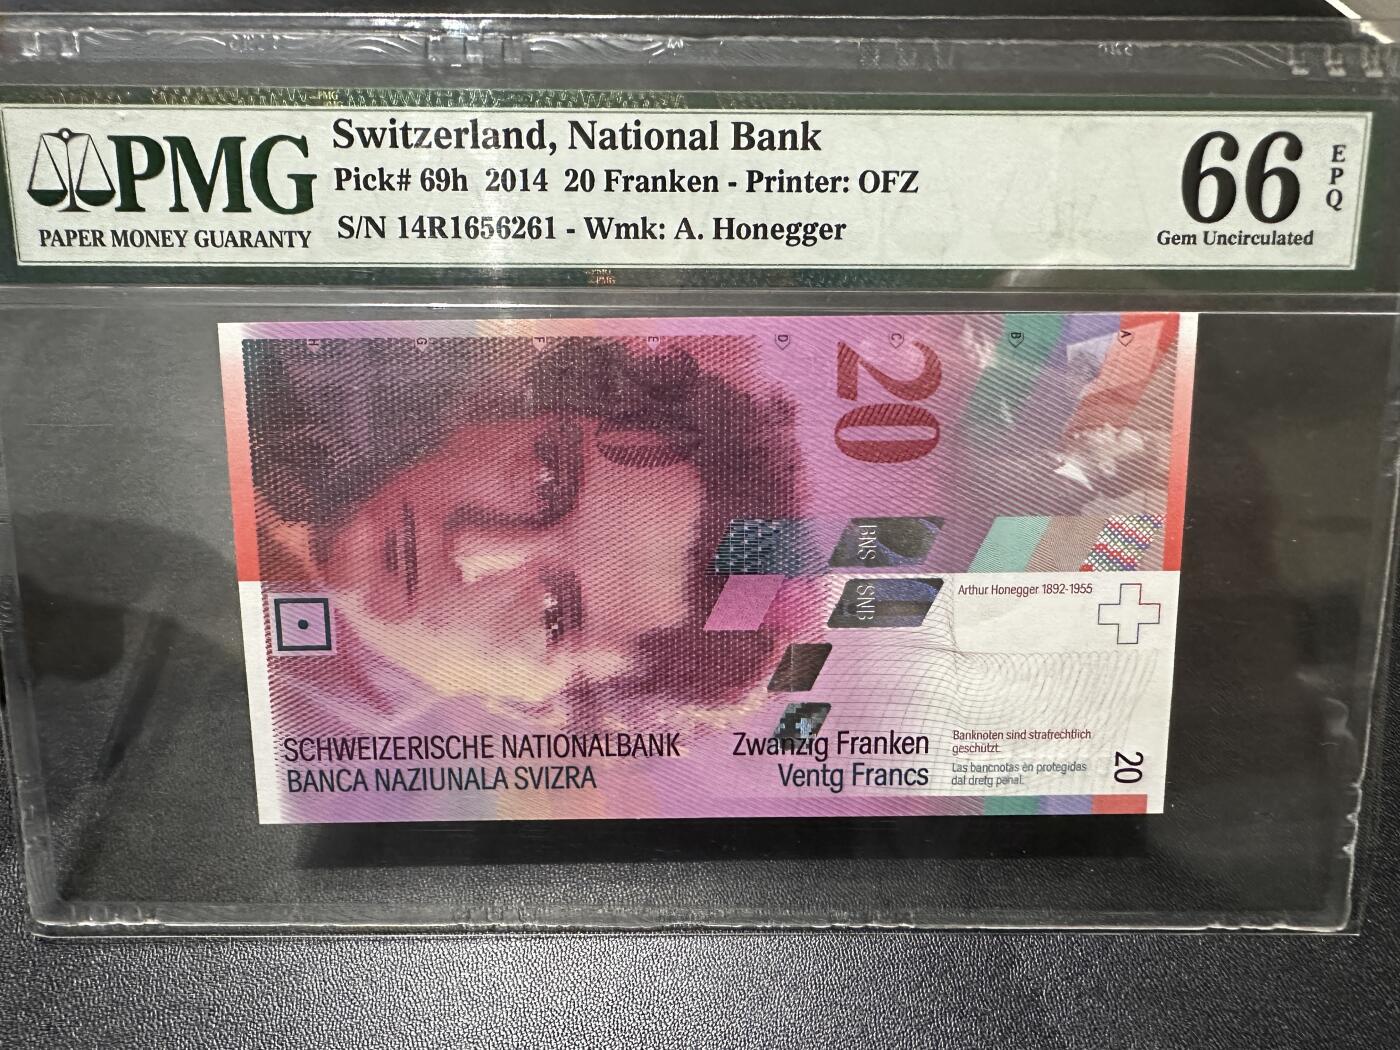 PMG
PAPER MONEY GUARANTY
Switzerland, National Bank
Pick# 69h 2014 20 Franken - Printer: OFZ
S/N 14R1656261 - Wmk: A. Honegger
66
EPQ
Gem Uncirculated
H G F E D C B A
20
BNS
SNB
Arthur Honegger 1892-1955
SCHWEIZERISCHE NATIONALBANK
BANCA NAZIUNALA SVIZRA
Zwanzig Franken
Ventg Francs
Banknoten sind strafrechtlich
geschützt.
Las bancnotas èn protegidas
dal dretg penal.
20